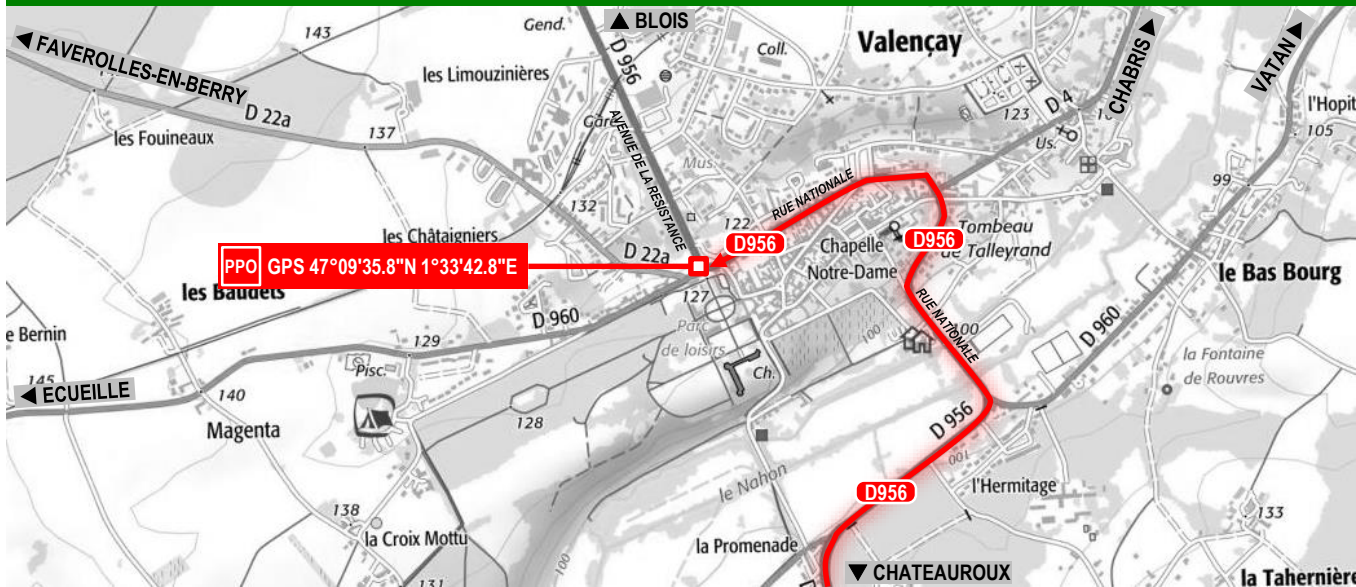 143
Gend.
▲ BLOIS
Coll.
Valençay
◀ FAVEROLLES-EN-BERRY
D 956
les Limouzinières
CHABRIS ▶
VATAN ▶
D 4
123
l'Hopit
105
D 22a
137
les Fouineaux
Gare
AVENUE DE LA RESISTANCE
Mus.
Us.
99
132
122
RUE NATIONALE
les Châtaigniers
D956
Chapelle
Notre-Dame
D956
Tombeau
de Talleyrand
D 22a
PPO GPS 47°09'35.8"N 1°33'42.8"E
le Bas Bourg
les Baudets
127
D 960
Parc
de loisirs
100
RUE NATIONALE
100
D 960
e Bernin
129
Pisc.
Ch.
la Fontaine
de Rouvres
145
◀ ECUEILLE
140
128
Magenta
D 956
100
le Nahon
l'Hermitage
D956
138
la Croix Mottu
133
la Promenade
100
131
▼ CHATEAUROUX
la Tahernière
D